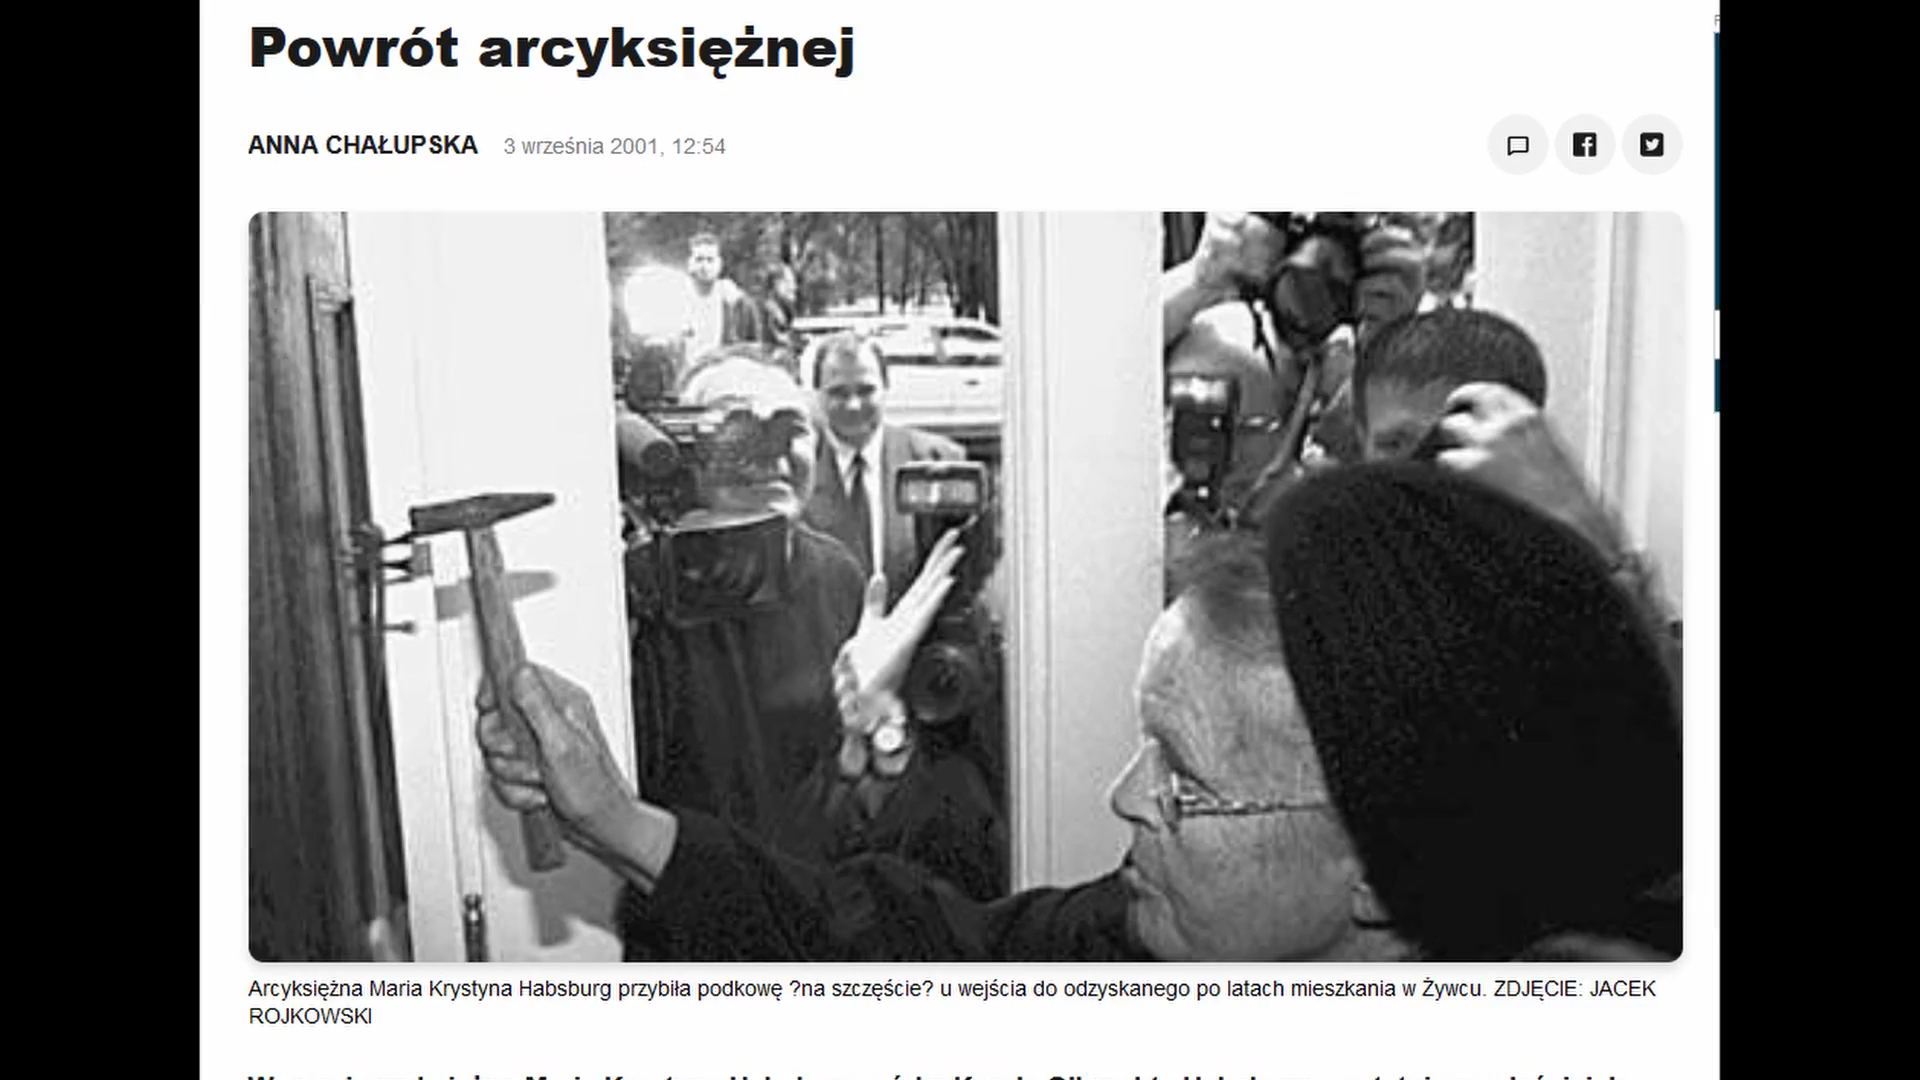 Powrót arcyksiężnej
ANNA CHAŁUPSKA 3 września 2001, 12:54
Arcyksiężna Maria Krystyna Habsburg przybiła podkowę ?na szczęście? u wejścia do odzyskanego po latach mieszkania w Żywcu. ZDJĘCIE: JACEK
ROJKOWSKI